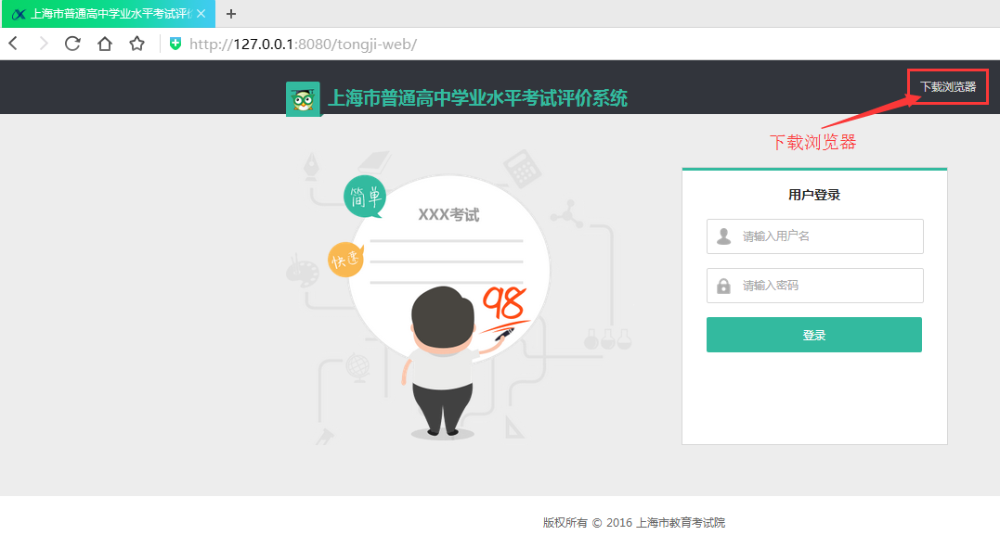 上海市普通高中学业水平考试评价
http://127.0.0.1:8080/tongji-web/
上海市普通高中学业水平考试评价系统
下载浏览器
下载浏览器
简单
XXX考试
快速
98
用户登录
请输入用户名
请输入密码
登录
版权所有 © 2016 上海市教育考试院